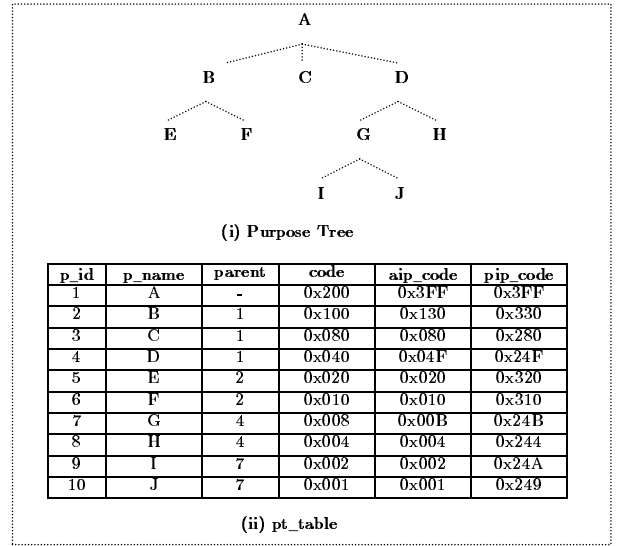 A
B C D
E F G H
I J
(i) Purpose Tree
p_id p_name parent code aip_code pip_code
1 A - 0x200 0x3FF 0x3FF
2 B 1 0x100 0x130 0x330
3 C 1 0x080 0x080 0x280
4 D 1 0x040 0x04F 0x24F
5 E 2 0x020 0x020 0x320
6 F 2 0x010 0x010 0x310
7 G 4 0x008 0x00B 0x24B
8 H 4 0x004 0x004 0x244
9 I 7 0x002 0x002 0x24A
10 J 7 0x001 0x001 0x249
(ii) pt_table